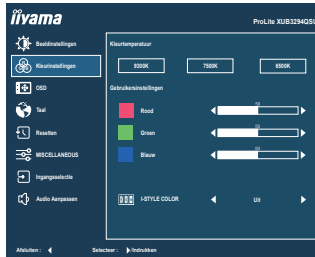 iiyama
ProLite XUB3294QSU
Beeldinstellingen
Kleurinstellingen
OSD
Taal
Resetten
MISCELLANEOUS
Ingangsselectie
Audio Aanpassen
Kleurtemperatuur
9300K 7500K 6500K
Gebruikersinstellingen
Rood
Groen
Blauw
I-STYLE COLOR Uit
Afsluiten : Selecteer : /Indrukken